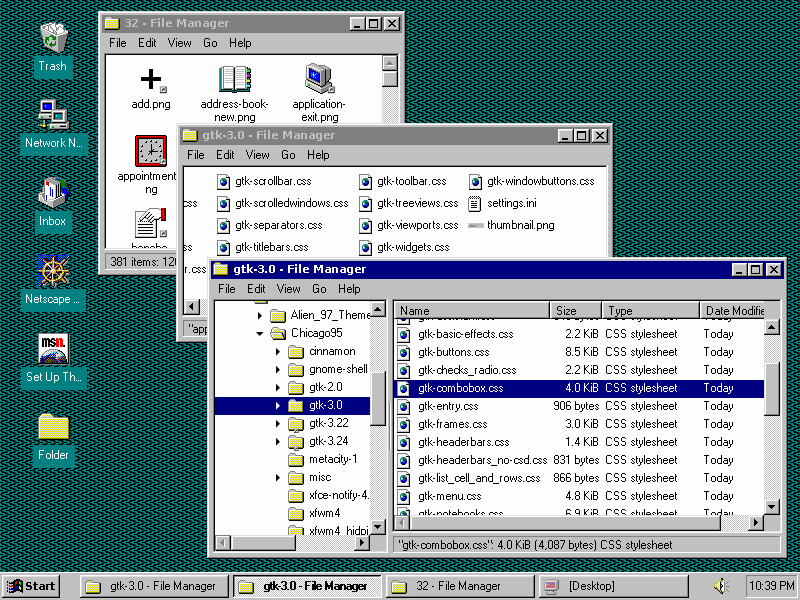 Trash
Network N...
Inbox
Netscape ...
msn.
Set Up Th...
Folder
32 - File Manager
File Edit View Go Help
add.png
address-book-
new.png
application-
exit.png
appointment
ng
381 items: 120
gtk-3.0 - File Manager
File Edit View Go Help
gtk-scrollbar.css gtk-toolbar.css gtk-windowbuttons.css
ss gtk-scrolledwindows.css gtk-treeviews.css settings.ini
gtk-separators.css gtk-viewports.css thumbnail.png
ss gtk-titlebars.css gtk-widgets.css
r.css
"app
gtk-3.0 - File Manager
File Edit View Go Help
Alien_97_Theme
Chicago95
cinnamon
gnome-shell
gtk-2.0
gtk-3.0
gtk-3.22
gtk-3.24
metacity-1
misc
xfce-notify-4.
xfwm4
xfwm4_hidpi
Name Size Type Date Modifie
gtk-basic-effects.css 2.2 KiB CSS stylesheet Today
gtk-buttons.css 8.5 KiB CSS stylesheet Today
gtk-checks_radio.css 2.2 KiB CSS stylesheet Today
gtk-combobox.css 4.0 KiB CSS stylesheet Today
gtk-entry.css 906 bytes CSS stylesheet Today
gtk-frames.css 3.0 KiB CSS stylesheet Today
gtk-headerbars.css 1.4 KiB CSS stylesheet Today
gtk-headerbars_no-csd.css 831 bytes CSS stylesheet Today
gtk-list_cell_and_rows.css 866 bytes CSS stylesheet Today
gtk-menu.css 4.8 KiB CSS stylesheet Today
gtk-notebooks.css 6.9 KiB CSS stylesheet Today
"gtk-combobox.css": 4.0 KiB (4,087 bytes) CSS stylesheet
Start gtk-3.0 - File Manager gtk-3.0 - File Manager 32 - File Manager [Desktop] 10:39 PM